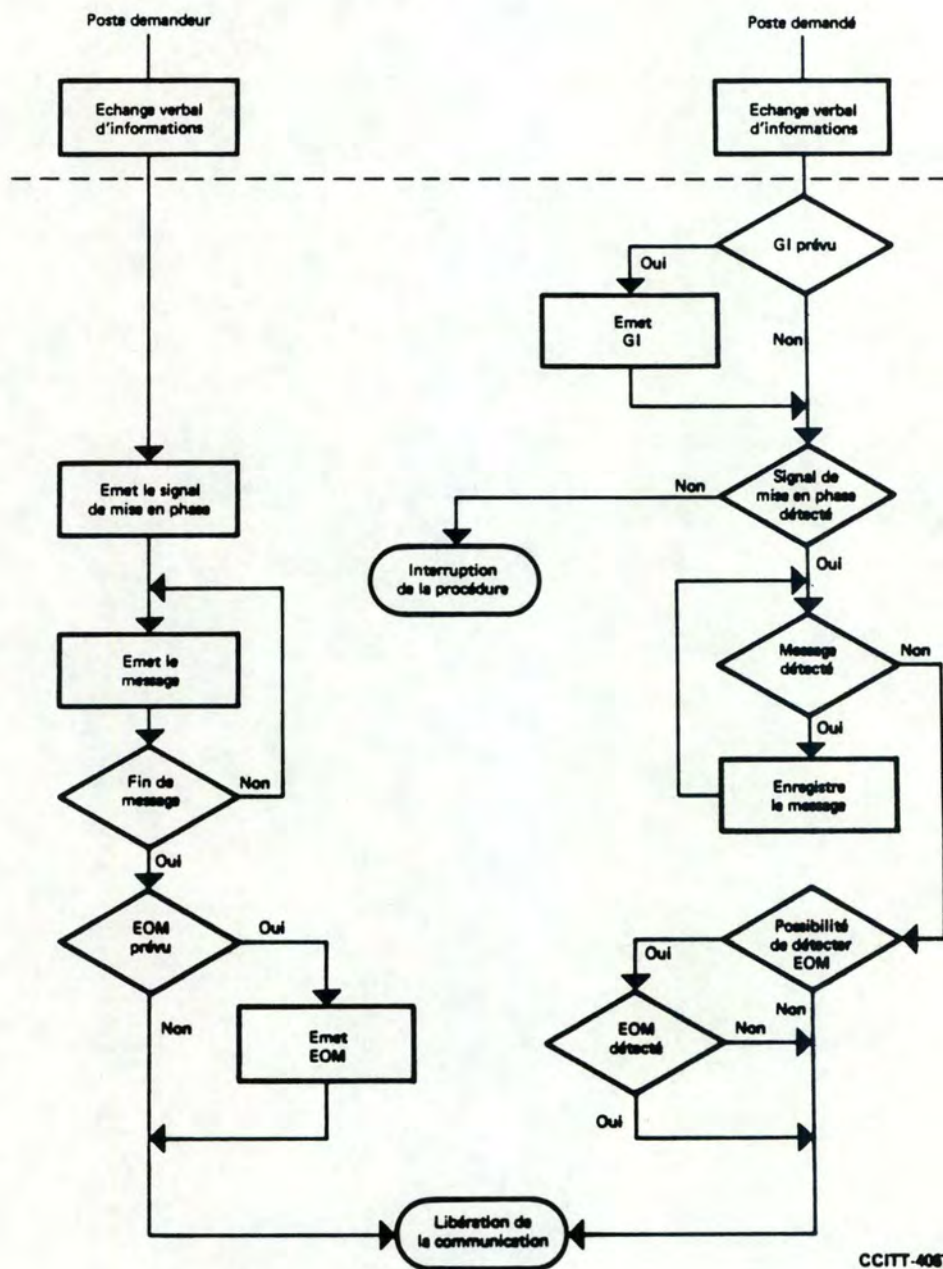 Poste demandeur
Poste demandé
Echange verbal
d'informations
Echange verbal
d'informations
GI prévu
Oui
Emet
GI
Non
Emet le signal
de mise en phase
Signal de
mise en phase
détecté
Non
Interruption
de la procédure
Oui
Emet le
message
Message
détecté
Non
Oui
Fin de
message
Non
Enregistre
le message
Oui
EOM
prévu
Oui
Possibilité
de détecter
EOM
Oui
Non
Non
Emet
EOM
EOM
détecté
Non
Oui
Libération de
la communication